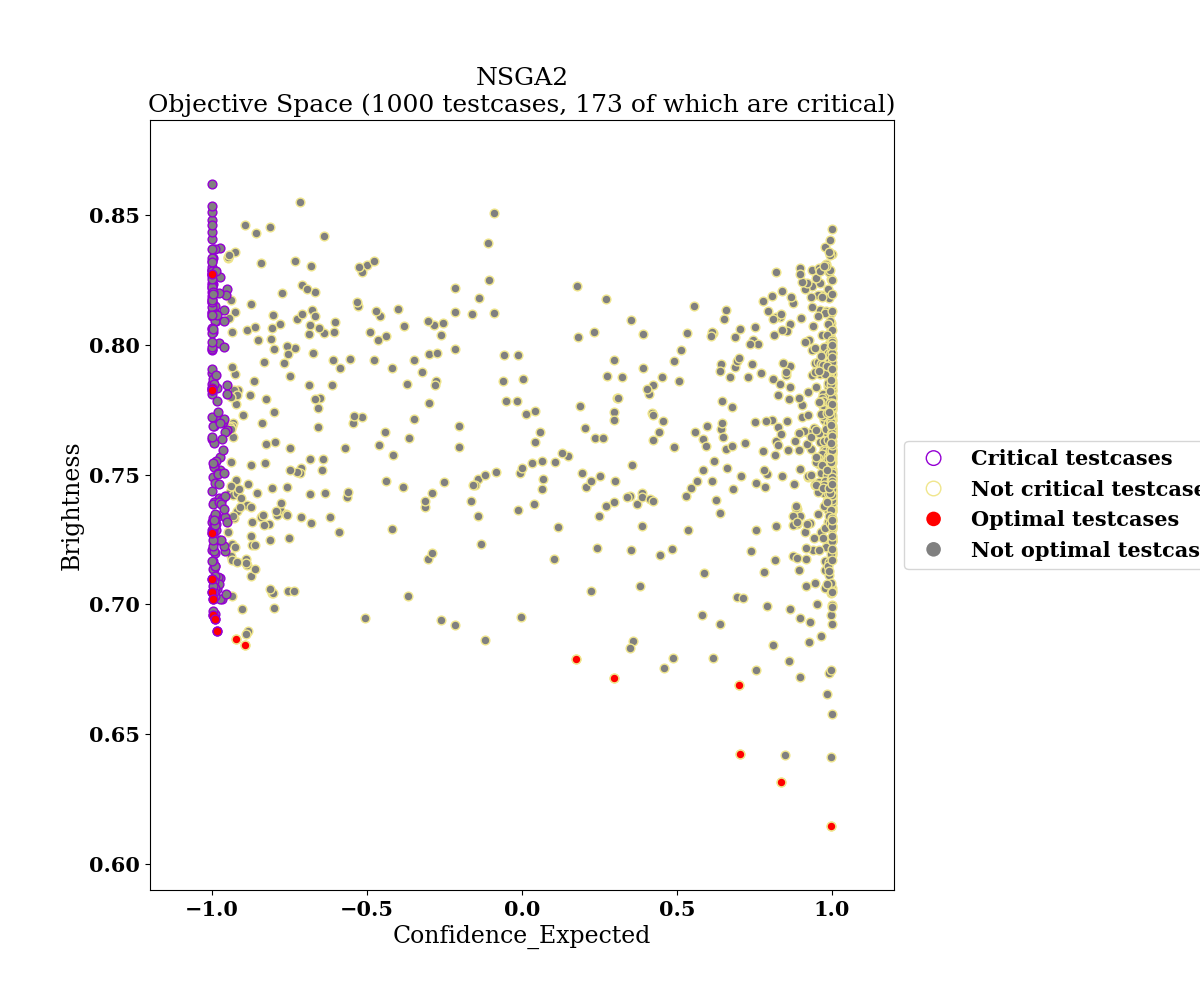 NSGA2
Objective Space (1000 testcases, 173 of which are critical)
0.85
0.80
0.75
0.70
0.65
0.60
Brightness
−1.0
−0.5
0.0
0.5
1.0
Confidence_Expected
Critical testcases
Not critical testcase
Optimal testcases
Not optimal testcas